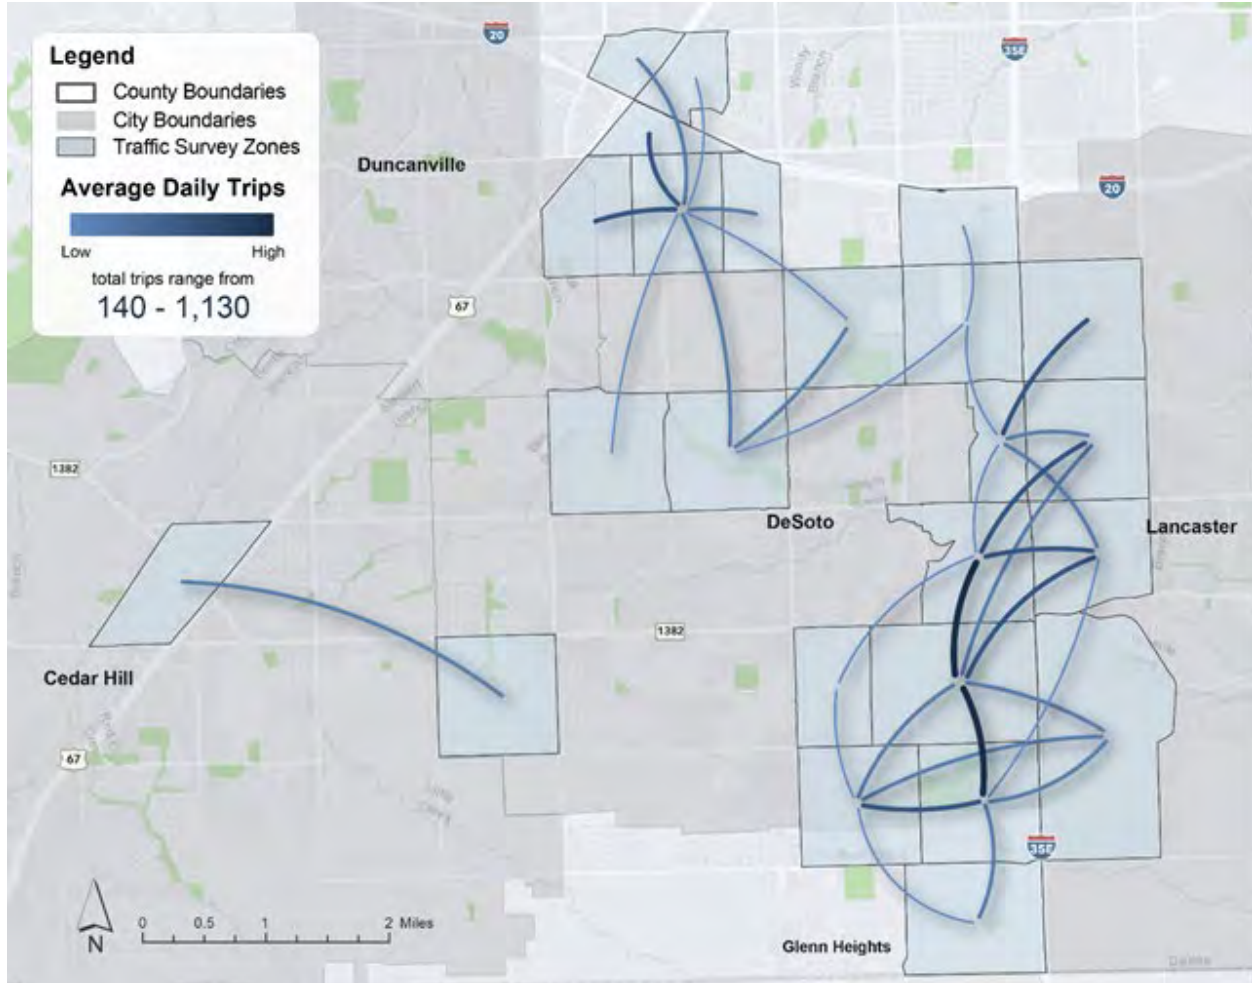 Legend
County Boundaries
City Boundaries
Traffic Survey Zones
Average Daily Trips
Low High
total trips range from
140 - 1,130
20
35E
Woody
Branch
Duncanville
20
67
1382
DeSoto
Lancaster
1382
Cedar Hill
67
35E
0 0.5 1 2 Miles
N
Glenn Heights